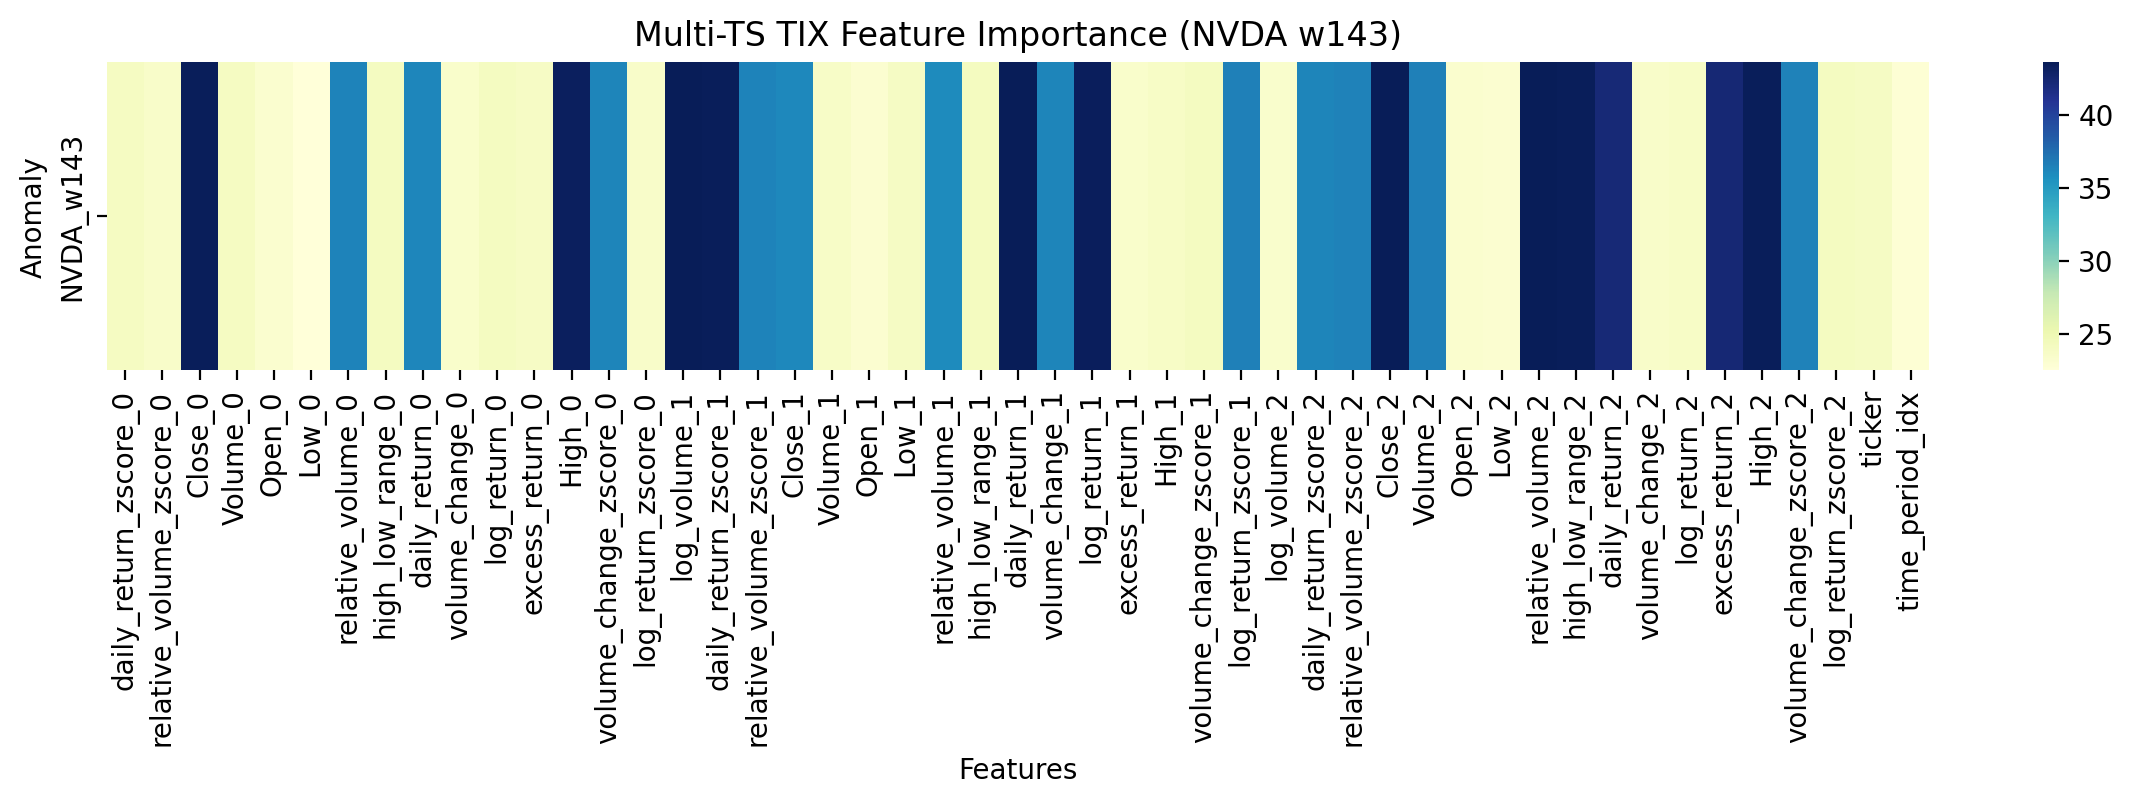 Multi-TS TIX Feature Importance (NVDA w143)
Anomaly
NVDA_w143
daily_return_zscore_0
relative_volume_zscore_0
Close_0
Volume_0
Open_0
Low_0
relative_volume_0
high_low_range_0
daily_return_0
volume_change_0
log_return_0
excess_return_0
High_0
volume_change_zscore_0
log_return_zscore_0
log_volume_1
daily_return_zscore_1
relative_volume_zscore_1
Close_1
Volume_1
Open_1
Low_1
relative_volume_1
high_low_range_1
daily_return_1
volume_change_1
log_return_1
excess_return_1
High_1
volume_change_zscore_1
log_return_zscore_1
log_volume_2
daily_return_zscore_2
relative_volume_zscore_2
Close_2
Volume_2
Open_2
Low_2
relative_volume_2
high_low_range_2
daily_return_2
volume_change_2
log_return_2
excess_return_2
High_2
volume_change_zscore_2
log_return_zscore_2
ticker
time_period_idx
Features
40
35
30
25